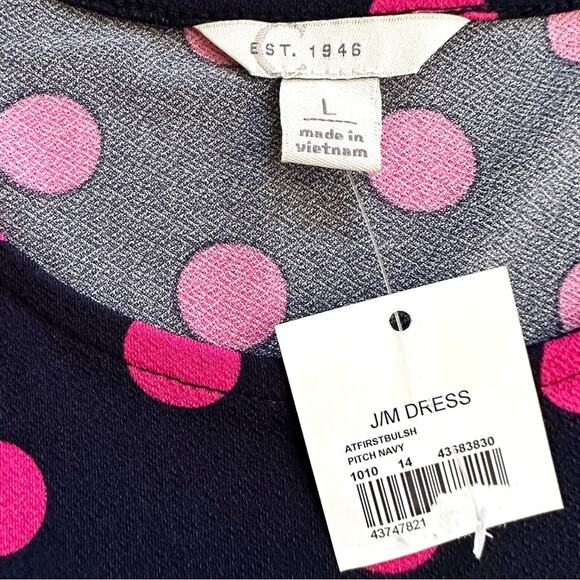 C
EST. 1946
L
made in
vietnam
J/M DRESS
ATFIRSTBULSH
PITCH NAVY
1010 14 43683830
43747821